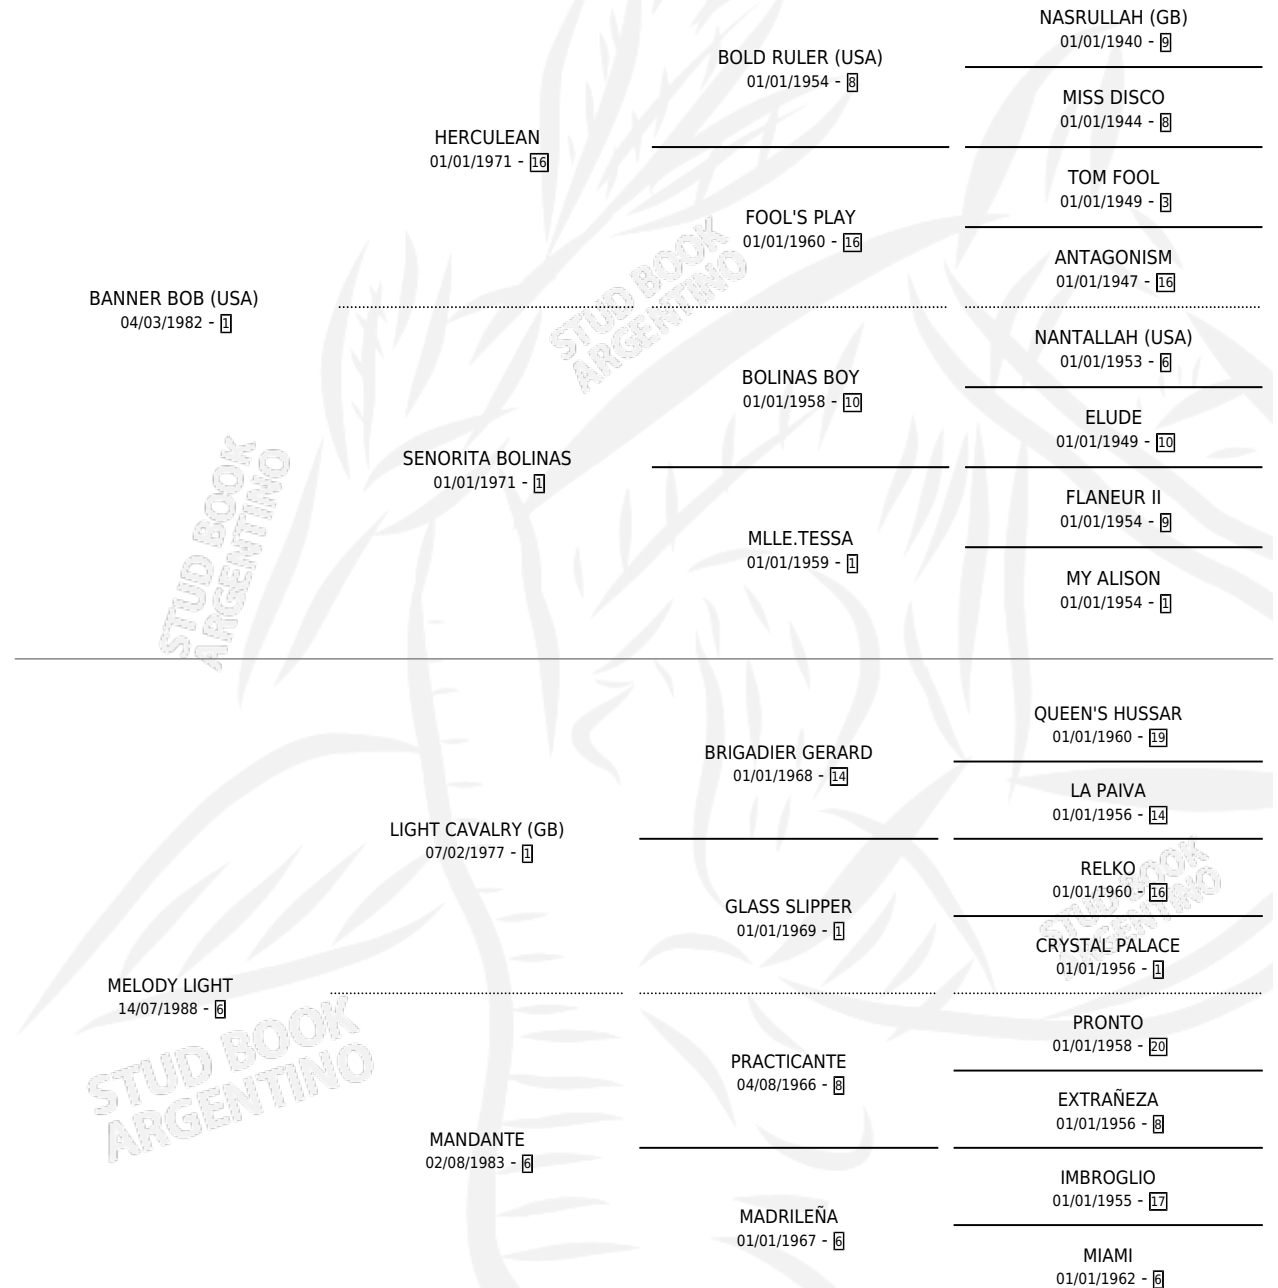 NASRULLAH (GB)
01/01/1940 - 9
BOLD RULER (USA)
01/01/1954 - 8
MISS DISCO
01/01/1944 - 8
HERCULEAN
01/01/1971 - 16
TOM FOOL
01/01/1949 - 3
FOOL'S PLAY
01/01/1960 - 16
ANTAGONISM
01/01/1947 - 16
BANNER BOB (USA)
04/03/1982 - 1
NANTALLAH (USA)
01/01/1953 - 6
BOLINAS BOY
01/01/1958 - 10
ELUDE
01/01/1949 - 10
SENORITA BOLINAS
01/01/1971 - 1
FLANEUR II
01/01/1954 - 9
MLLE.TESSA
01/01/1959 - 1
MY ALISON
01/01/1954 - 1
QUEEN'S HUSSAR
01/01/1960 - 19
BRIGADIER GERARD
01/01/1968 - 14
LA PAIVA
01/01/1956 - 14
LIGHT CAVALRY (GB)
07/02/1977 - 1
RELKO
01/01/1960 - 16
GLASS SLIPPER
01/01/1969 - 1
CRYSTAL PALACE
01/01/1956 - 1
MELODY LIGHT
14/07/1988 - 6
PRONTO
01/01/1958 - 20
PRACTICANTE
04/08/1966 - 8
EXTRAÑEZA
01/01/1956 - 8
MANDANTE
02/08/1983 - 6
IMBROGLIO
01/01/1955 - 17
MADRILEÑA
01/01/1967 - 6
MIAMI
01/01/1962 - 6
STUD BOOK
ARGENTINO
STUD BOOK
ARGENTINO
STUD BOOK
ARGENTINO
STUD BOOK
ARGENTINO